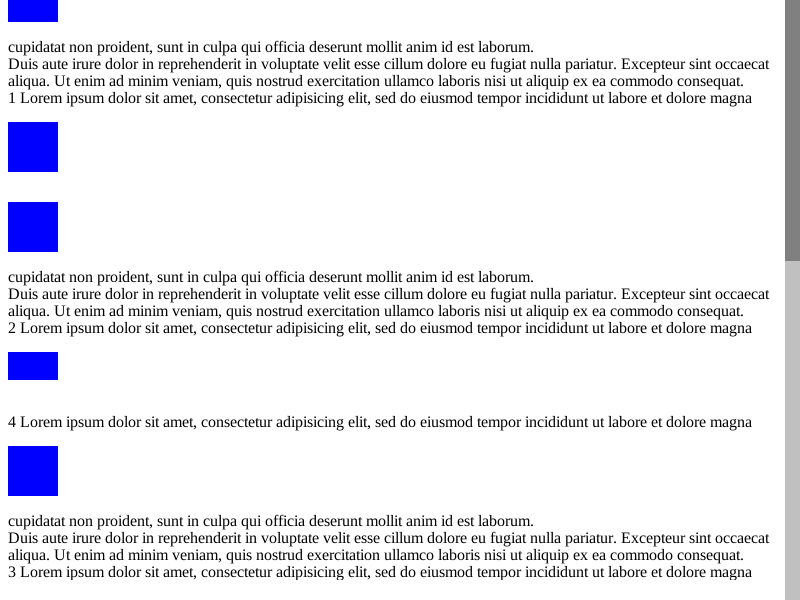 cupidatat non proident, sunt in culpa qui officia deserunt mollit anim id est laborum.
Duis aute irure dolor in reprehenderit in voluptate velit esse cillum dolore eu fugiat nulla pariatur. Excepteur sint occaecat
aliqua. Ut enim ad minim veniam, quis nostrud exercitation ullamco laboris nisi ut aliquip ex ea commodo consequat.
1 Lorem ipsum dolor sit amet, consectetur adipisicing elit, sed do eiusmod tempor incididunt ut labore et dolore magna
cupidatat non proident, sunt in culpa qui officia deserunt mollit anim id est laborum.
Duis aute irure dolor in reprehenderit in voluptate velit esse cillum dolore eu fugiat nulla pariatur. Excepteur sint occaecat
aliqua. Ut enim ad minim veniam, quis nostrud exercitation ullamco laboris nisi ut aliquip ex ea commodo consequat.
2 Lorem ipsum dolor sit amet, consectetur adipisicing elit, sed do eiusmod tempor incididunt ut labore et dolore magna
4 Lorem ipsum dolor sit amet, consectetur adipisicing elit, sed do eiusmod tempor incididunt ut labore et dolore magna
cupidatat non proident, sunt in culpa qui officia deserunt mollit anim id est laborum.
Duis aute irure dolor in reprehenderit in voluptate velit esse cillum dolore eu fugiat nulla pariatur. Excepteur sint occaecat
aliqua. Ut enim ad minim veniam, quis nostrud exercitation ullamco laboris nisi ut aliquip ex ea commodo consequat.
3 Lorem ipsum dolor sit amet, consectetur adipisicing elit, sed do eiusmod tempor incididunt ut labore et dolore magna